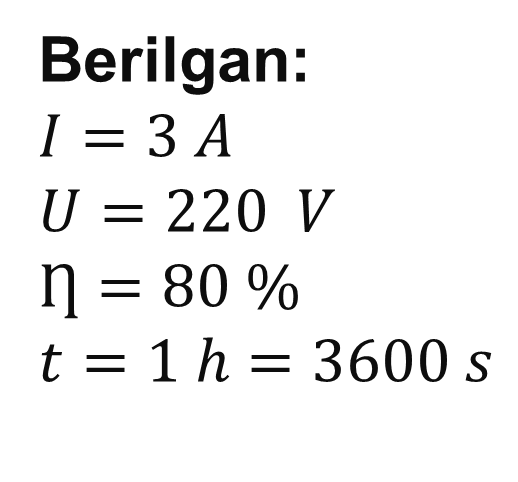 Berilgan:
I = 3 A
U = 220 V
Ƞ = 80 %
t = 1 h = 3600 s